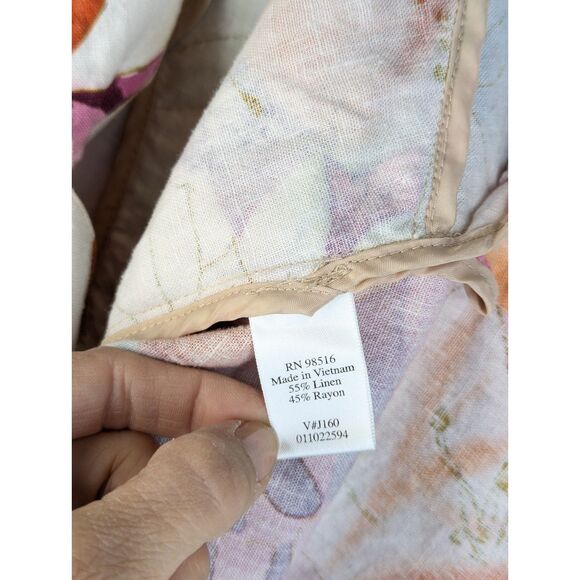 RN 98516
Made in Vietnam
55% Linen
45% Rayon
V#J160
011022594